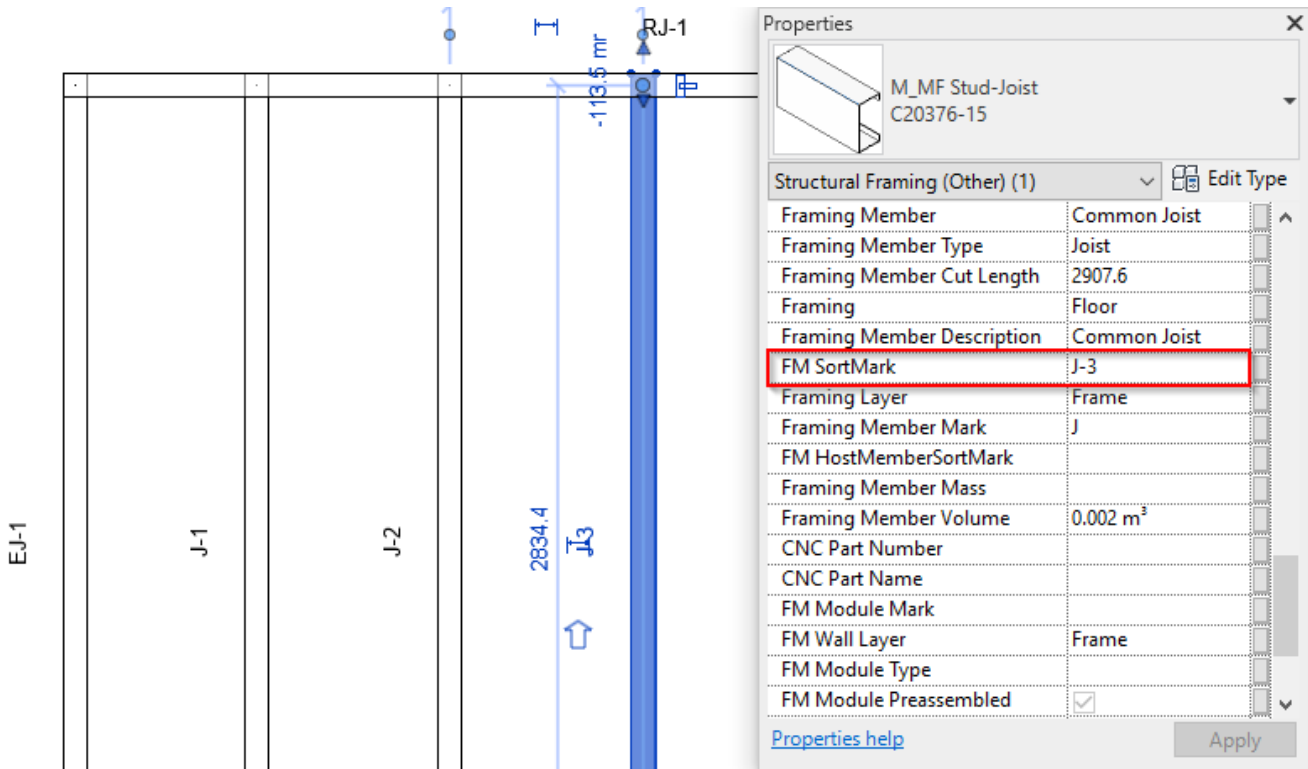 RJ-1
-113.5 mr
EJ-1
J-1
J-2
2834.4
J-3
Properties
M_MF Stud-Joist
C20376-15
Structural Framing (Other) (1)
Edit Type
Framing Member Common Joist
Framing Member Type Joist
Framing Member Cut Length 2907.6
Framing Floor
Framing Member Description Common Joist
FM SortMark J-3
Framing Layer Frame
Framing Member Mark J
FM HostMemberSortMark
Framing Member Mass
Framing Member Volume 0.002 m³
CNC Part Number
CNC Part Name
FM Module Mark
FM Wall Layer Frame
FM Module Type
FM Module Preassembled
Properties help
Apply